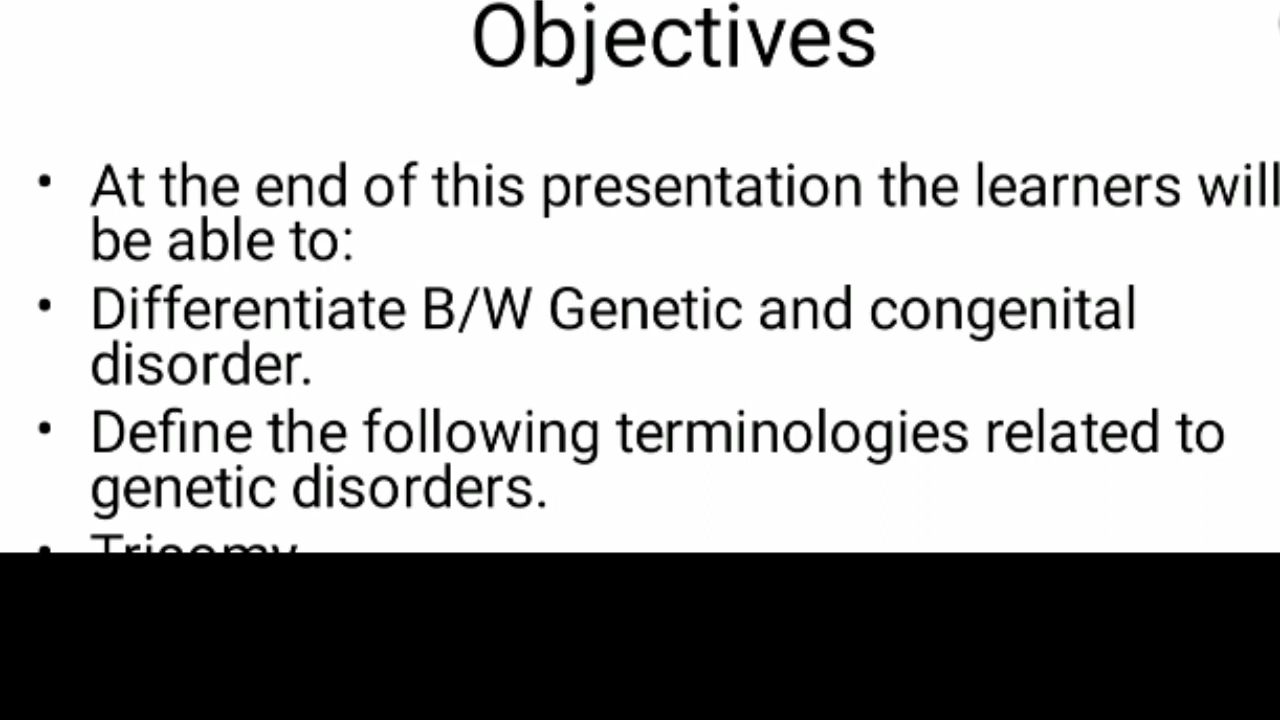 Objectives
• At the end of this presentation the learners will
be able to:
• Differentiate B/W Genetic and congenital
disorder.
• Define the following terminologies related to
genetic disorders.
• Trisomy